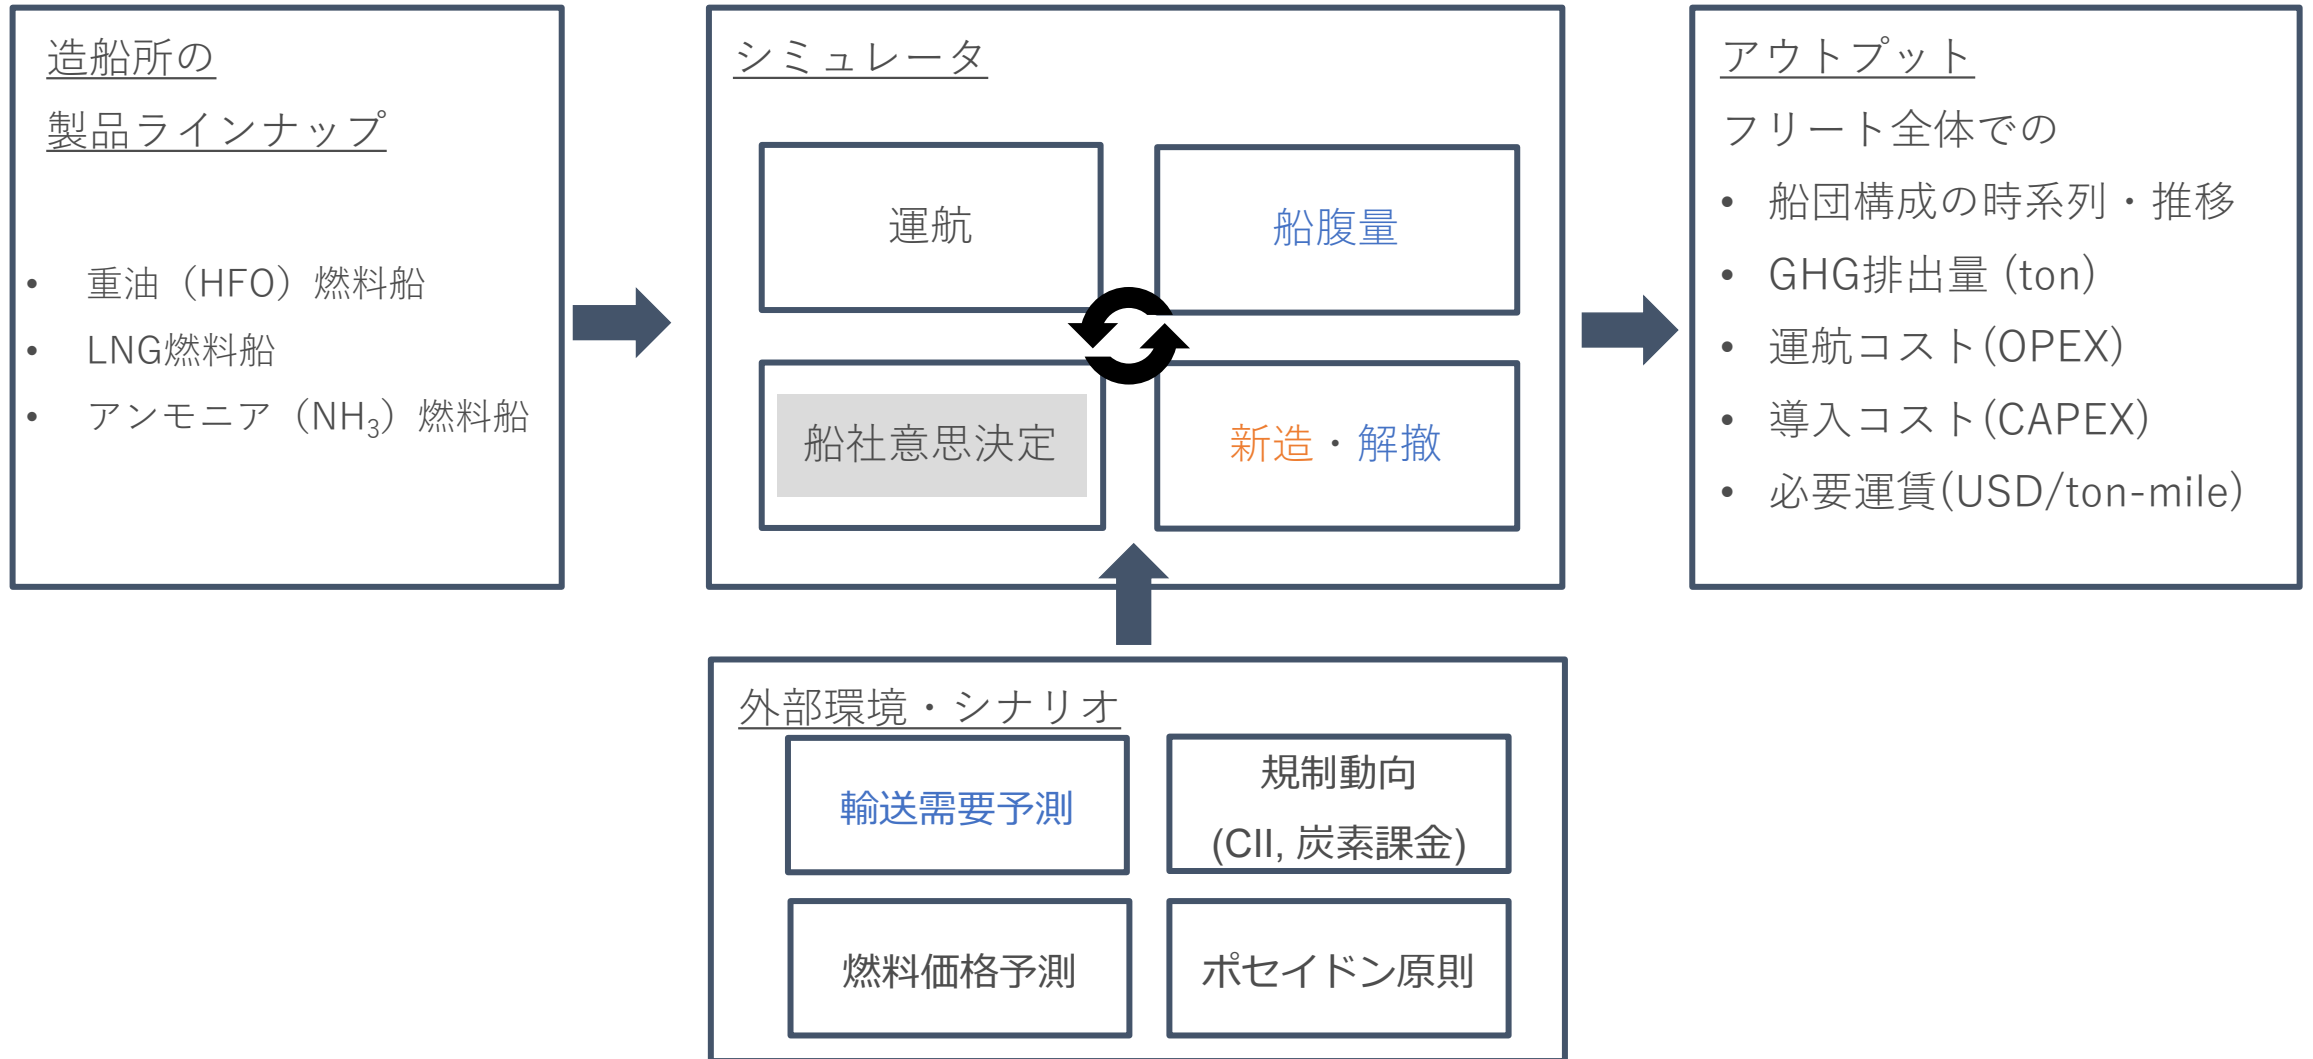 造船所の
製品ラインナップ
• 重油（HFO）燃料船
• LNG燃料船
• アンモニア（NH₃）燃料船
シミュレータ
運航
船腹量
船社意思決定
新造・解撤
アウトプット
フリート全体での
• 船団構成の時系列・推移
• GHG排出量 (ton)
• 運航コスト(OPEX)
• 導入コスト(CAPEX)
• 必要運賃(USD/ton-mile)
外部環境・シナリオ
輸送需要予測
規制動向
(CII, 炭素課金)
燃料価格予測
ポセイドン原則